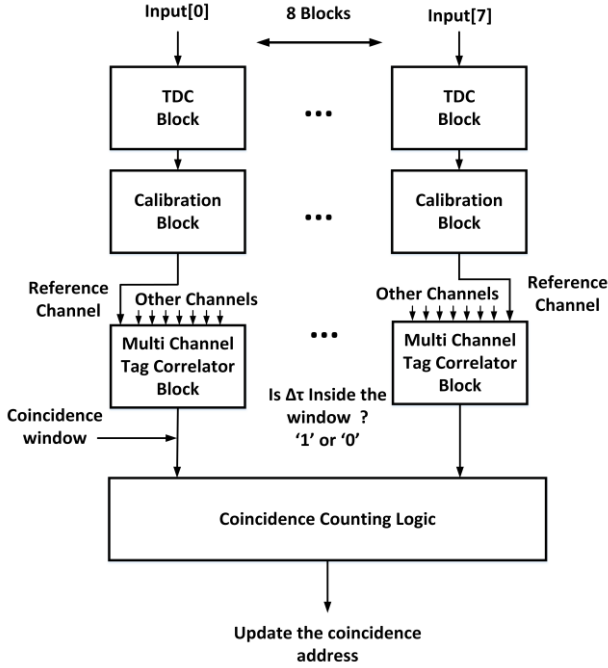 Input[0]
8 Blocks
Input[7]
TDC
Block
...
TDC
Block
Calibration
Block
...
Calibration
Block
Reference
Channel
Other Channels
Other Channels
Reference
Channel
Multi Channel
Tag Correlator
Block
...
Multi Channel
Tag Correlator
Block
Coincidence
window
Is Δτ Inside the
window ?
‘1’ or ‘0’
Coincidence Counting Logic
Update the coincidence
address